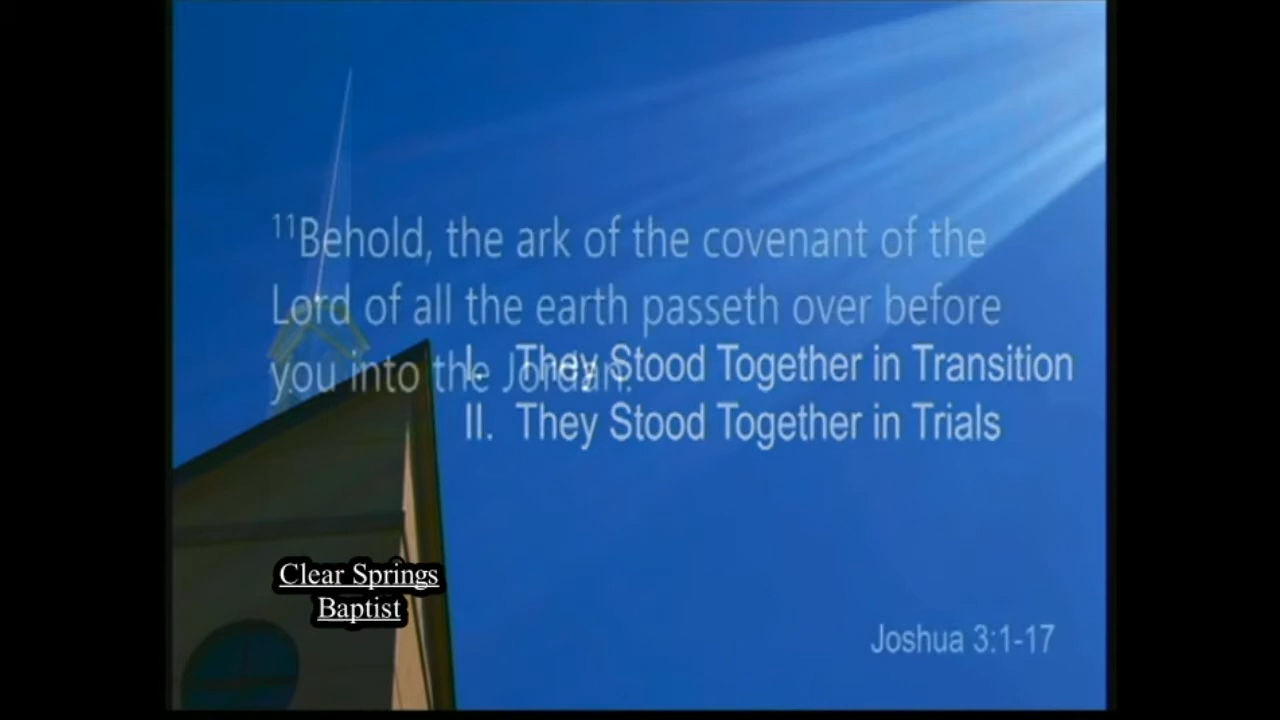 ¹¹Behold, the ark of the covenant of the
Lord of all the earth passeth over before
you into the Jordan.
I. They Stood Together in Transition
II. They Stood Together in Trials
Clear Springs
Baptist
Joshua 3:1-17